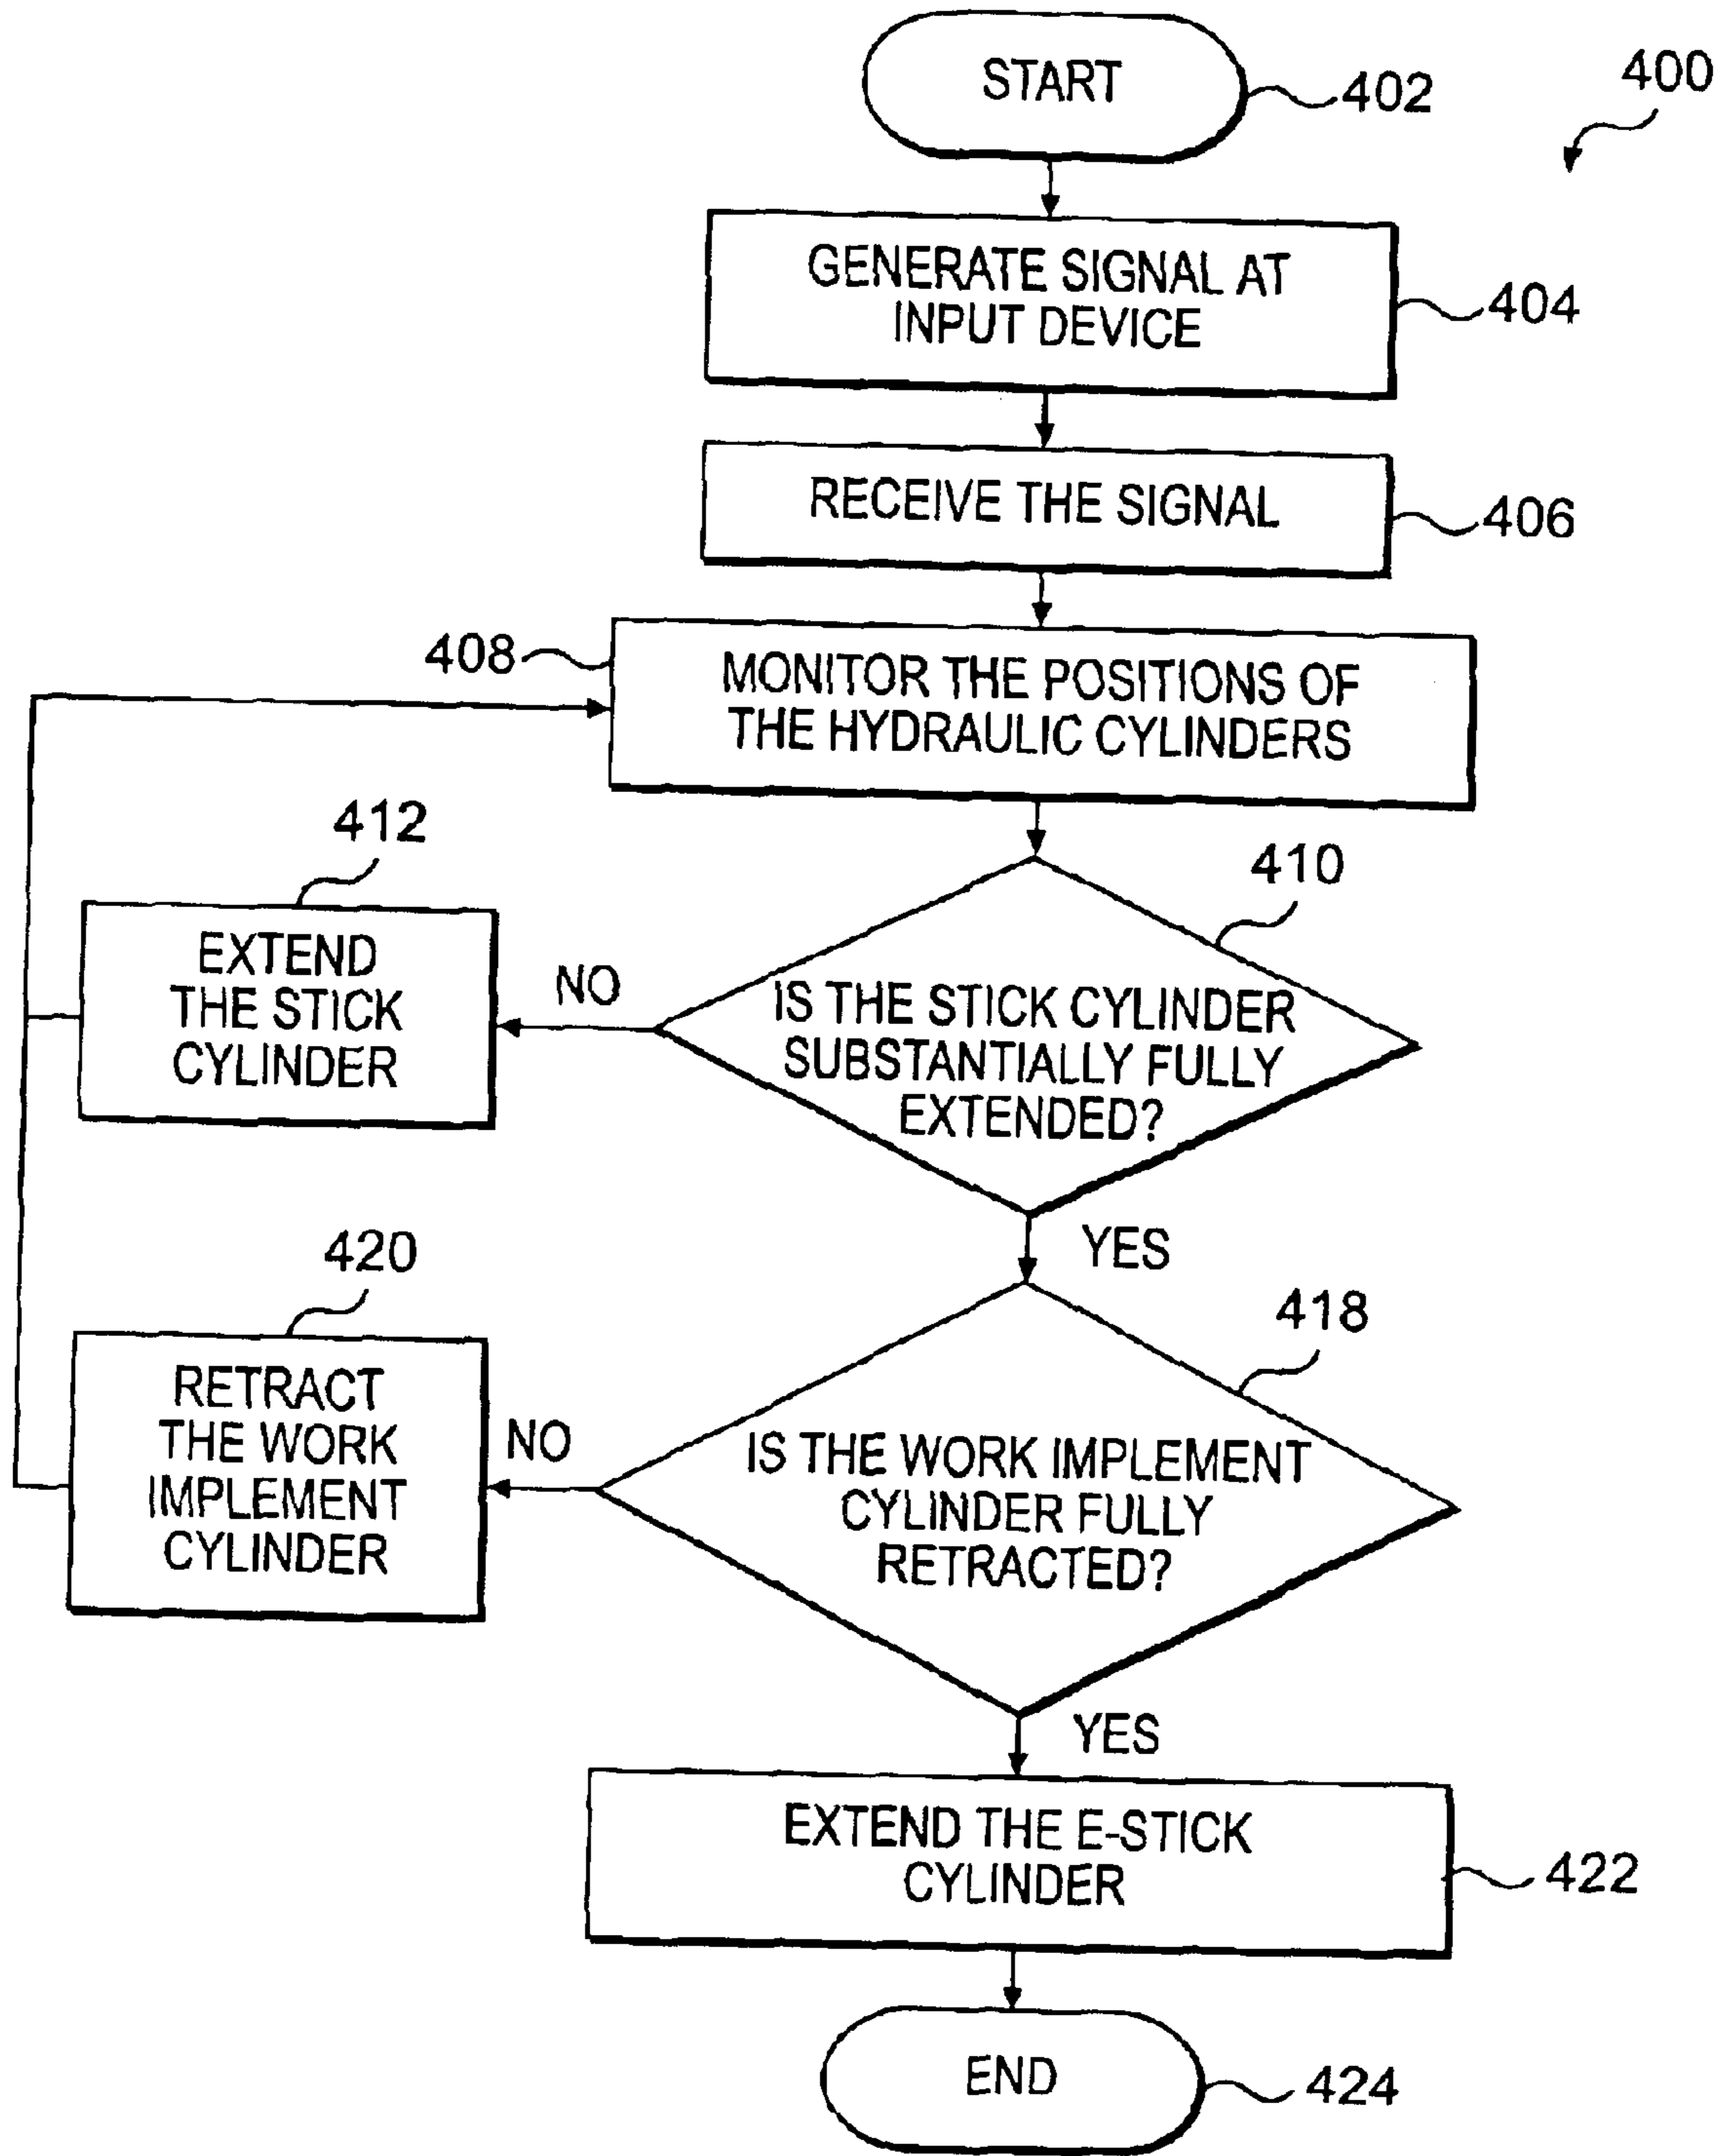 START
402
400
GENERATE SIGNAL AT
INPUT DEVICE
404
RECEIVE THE SIGNAL
406
408
MONITOR THE POSITIONS OF
THE HYDRAULIC CYLINDERS
412
410
EXTEND
THE STICK
CYLINDER
NO
IS THE STICK CYLINDER
SUBSTANTIALLY FULLY
EXTENDED?
YES
420
418
RETRACT
THE WORK
IMPLEMENT
CYLINDER
NO
IS THE WORK IMPLEMENT
CYLINDER FULLY
RETRACTED?
YES
EXTEND THE E-STICK
CYLINDER
422
END
424